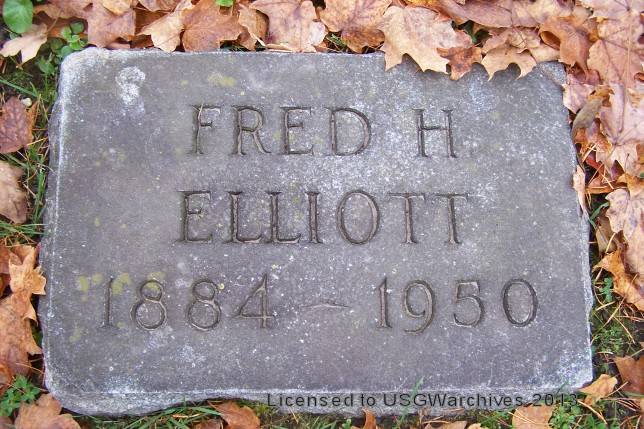 FRED H
ELLIOTT
1884 – 1950
Licensed to USGWarchives 2013